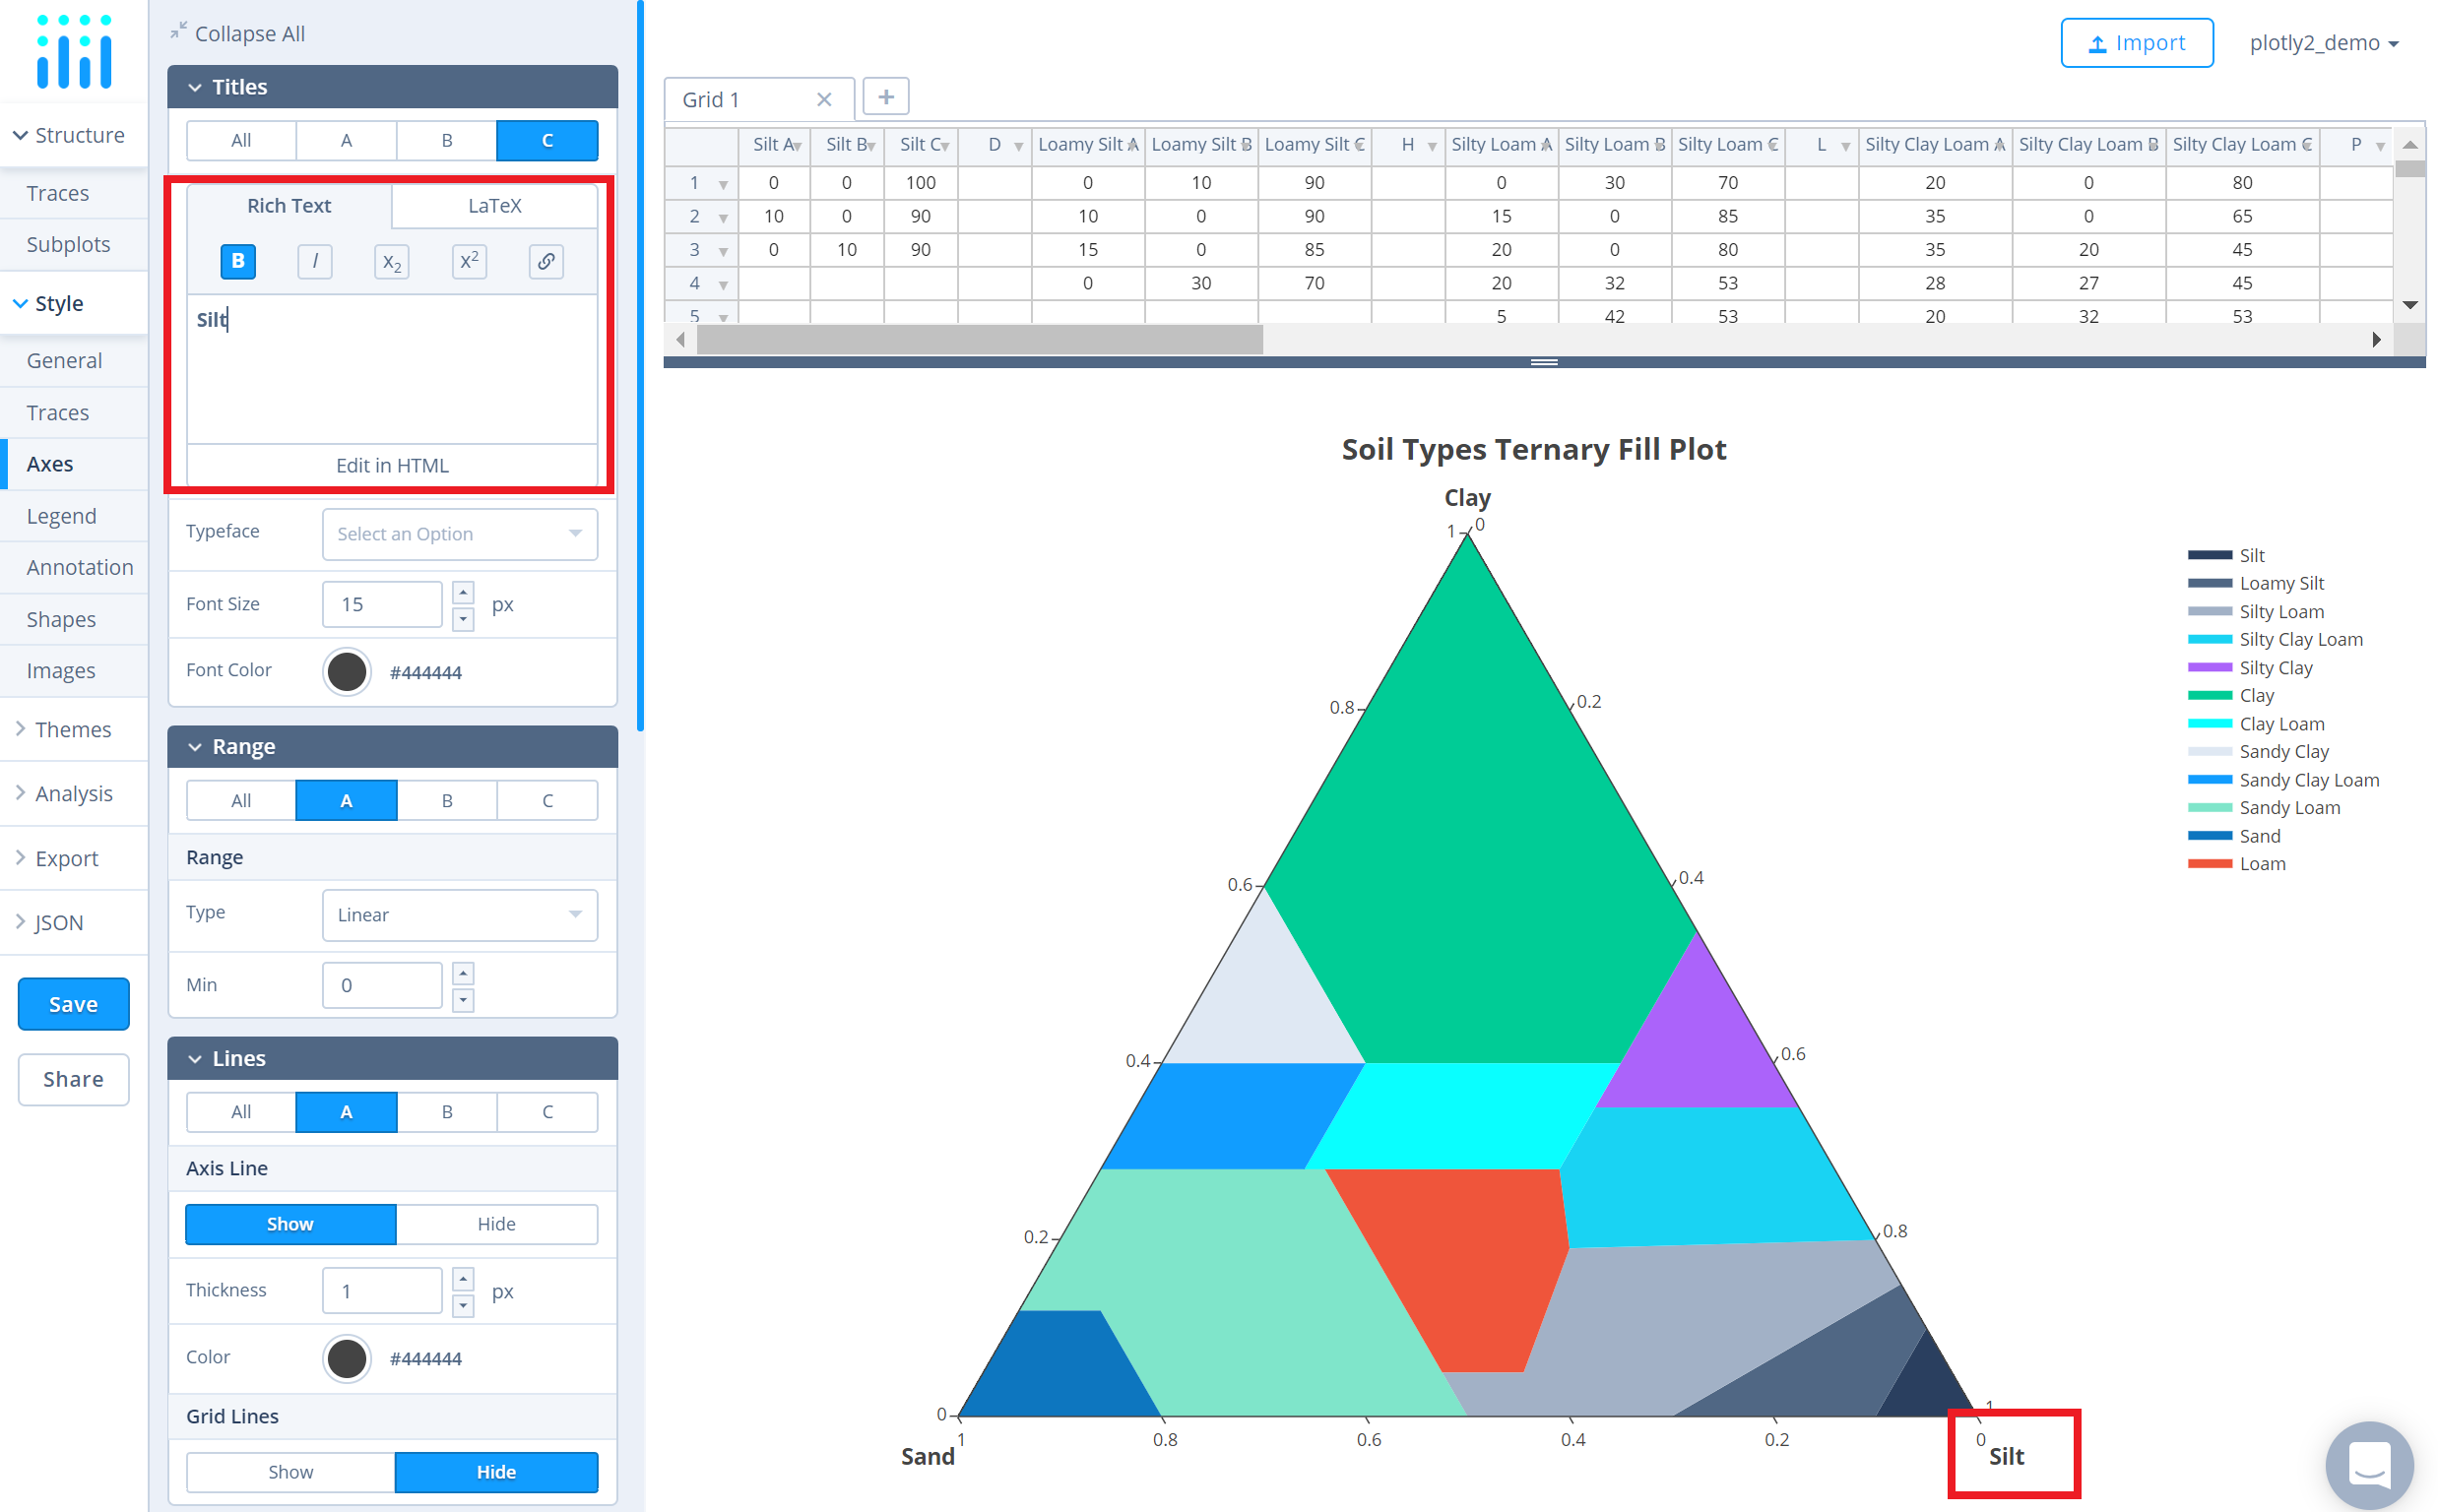 Collapse All
Import
plotly2_demo
Structure
Traces
Subplots
Style
General
Traces
Axes
Legend
Annotation
Shapes
Images
Themes
Analysis
Export
JSON
Save
Share
Titles
All A B C
Rich Text LaTeX
B I X2 X2
Silt
Edit in HTML
Typeface Select an Option
Font Size 15 px
Font Color #444444
Range
All A B C
Range
Type Linear
Min 0
Lines
All A B C
Axis Line
Show Hide
Thickness 1 px
Color #444444
Grid Lines
Show Hide
Grid 1 +
Silt A Silt B Silt C D Loamy Silt A Loamy Silt B Loamy Silt C H Silty Loam A Silty Loam B Silty Loam C L Silty Clay Loam A Silty Clay Loam B Silty Clay Loam C P
1 0 0 100 0 10 90 0 30 70 20 0 80
2 10 0 90 10 0 90 15 0 85 35 0 65
3 0 10 90 15 0 85 20 0 80 35 20 45
4 0 30 70 20 32 53 28 27 45
5 5 42 53 20 32 53
Soil Types Ternary Fill Plot
Clay
1 0
0.8 0.2
0.6 0.4
0.4 0.6
0.2 0.8
0 1
1 0.8 0.6 0.4 0.2 0
Sand Silt
Silt
Loamy Silt
Silty Loam
Silty Clay Loam
Silty Clay
Clay
Clay Loam
Sandy Clay
Sandy Clay Loam
Sandy Loam
Sand
Loam